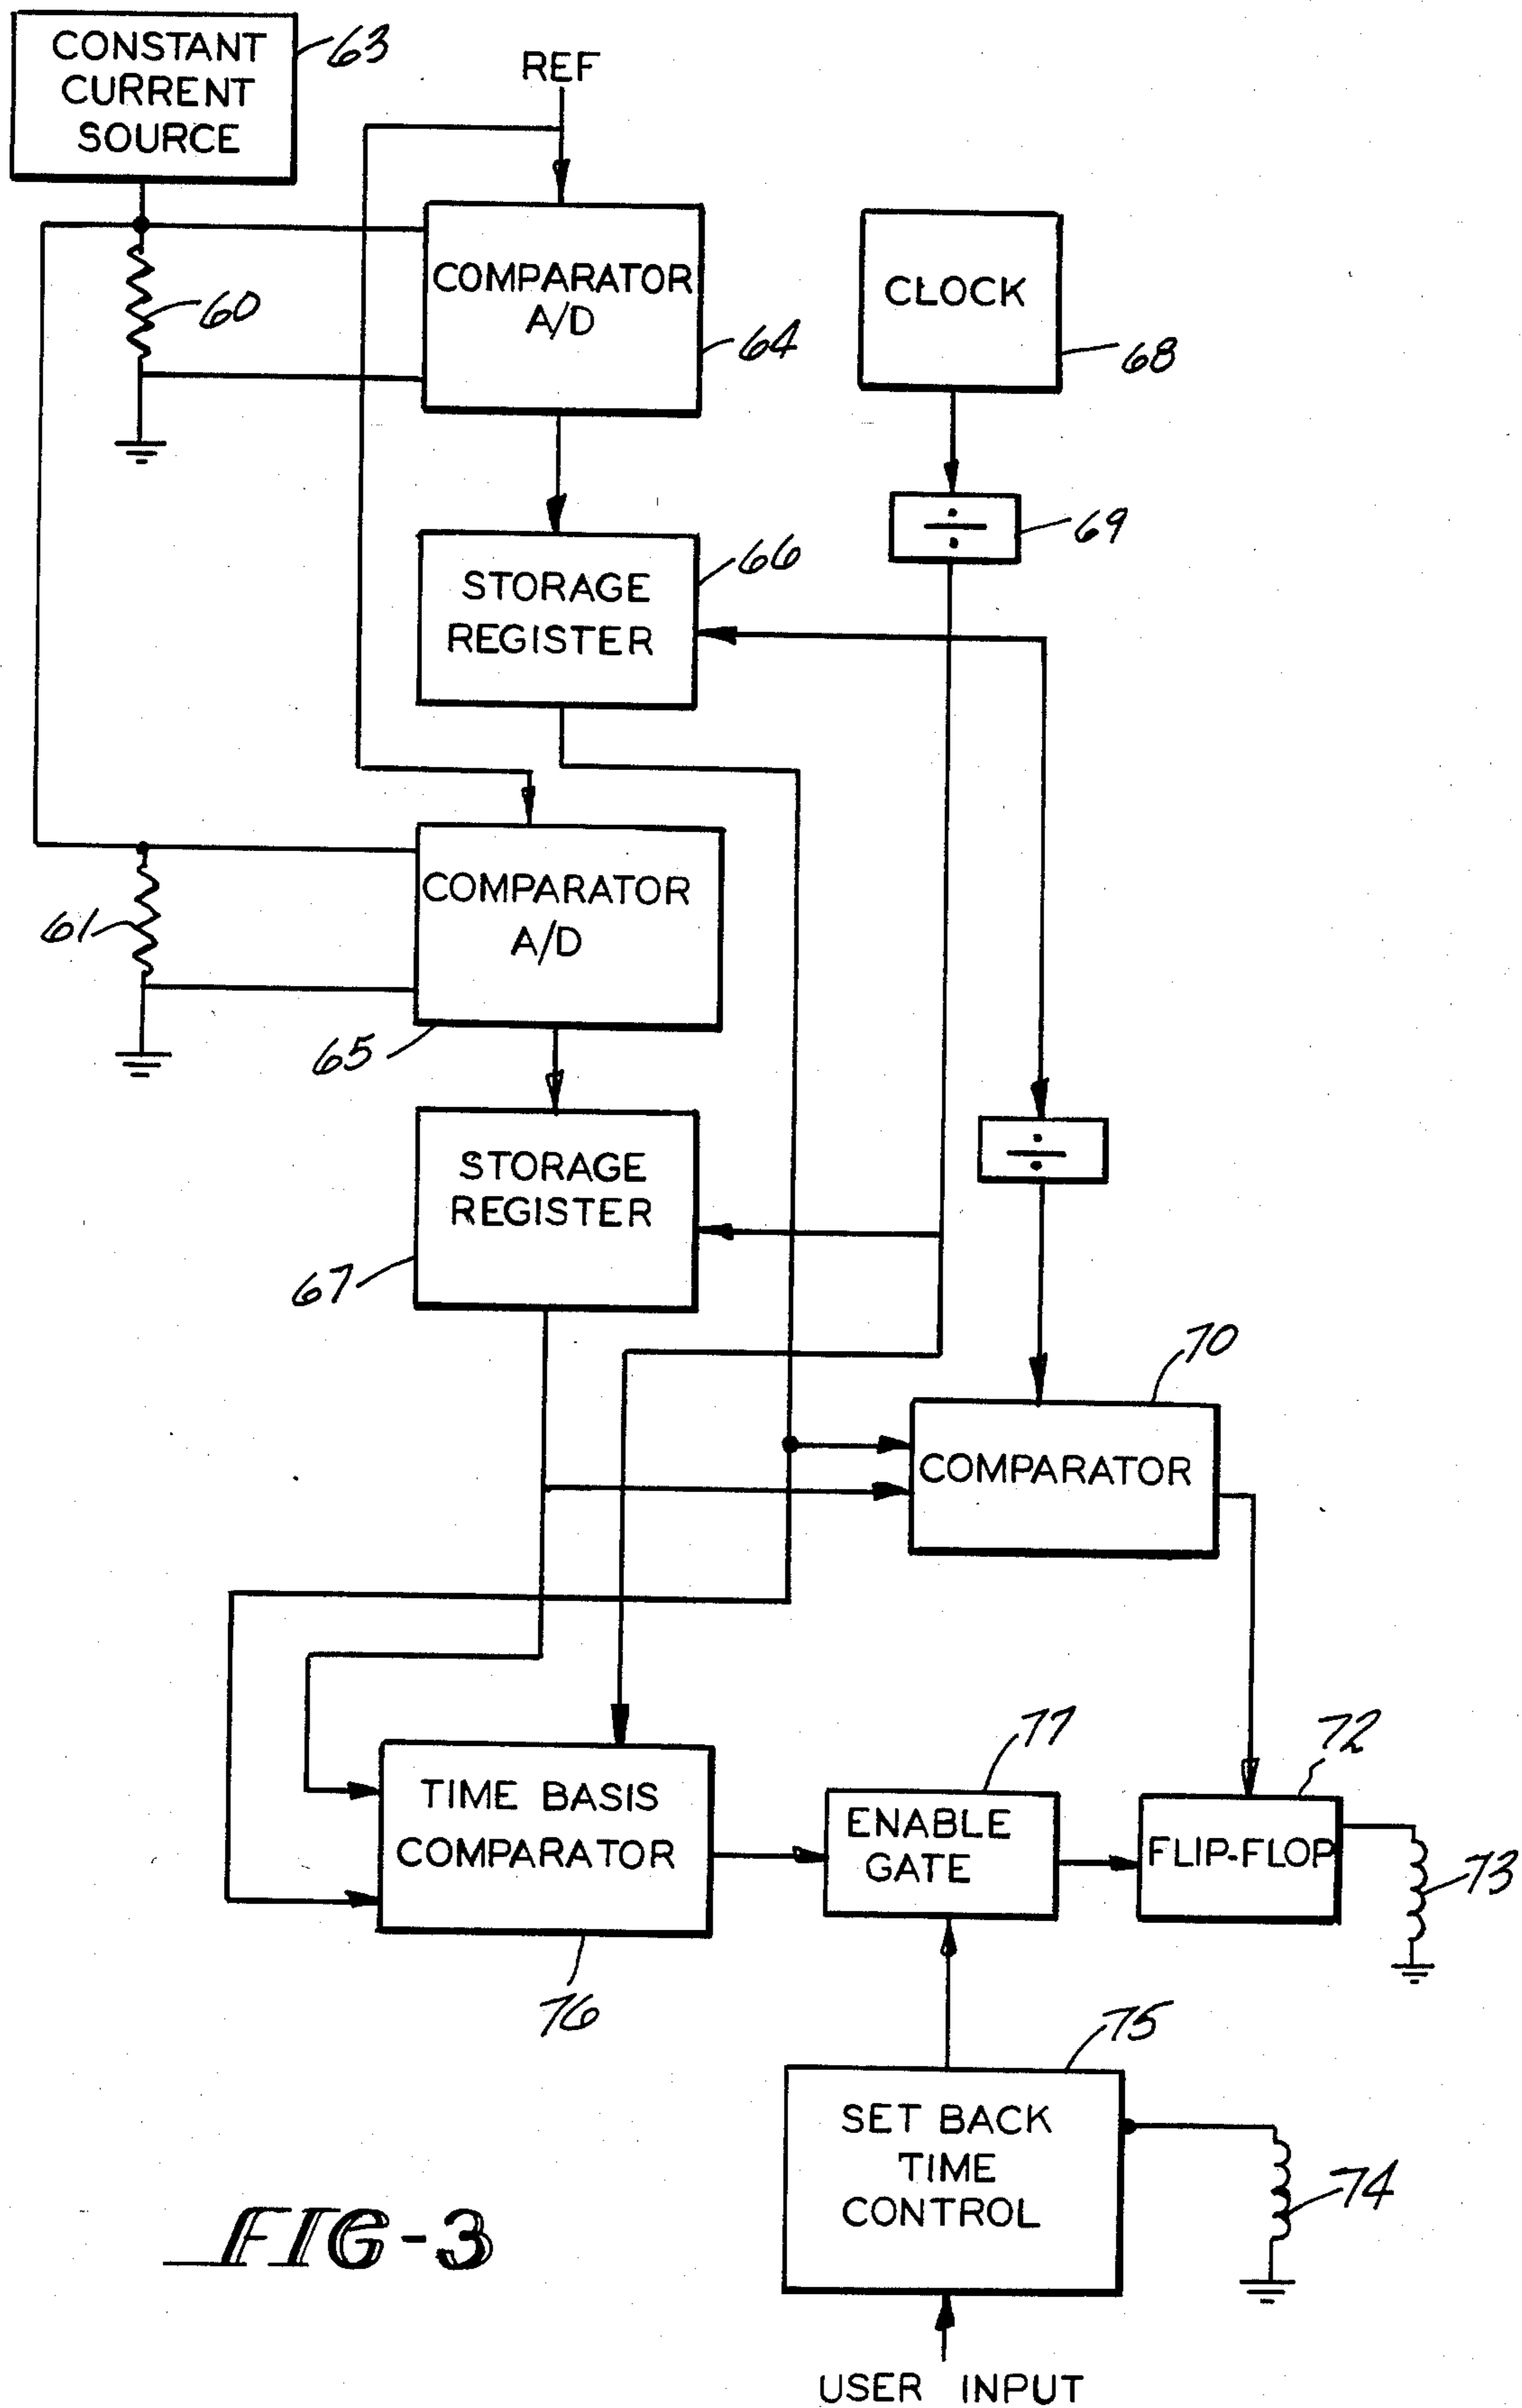 CONSTANT
CURRENT
SOURCE
63
REF
COMPARATOR
A/D
64
60
CLOCK
68
÷
69
STORAGE
REGISTER
66
COMPARATOR
A/D
61
65
÷
STORAGE
REGISTER
67
70
COMPARATOR
TIME BASIS
COMPARATOR
76
77
ENABLE
GATE
72
FLIP-FLOP
73
75
SET BACK
TIME
CONTROL
74
FIG-3
USER INPUT